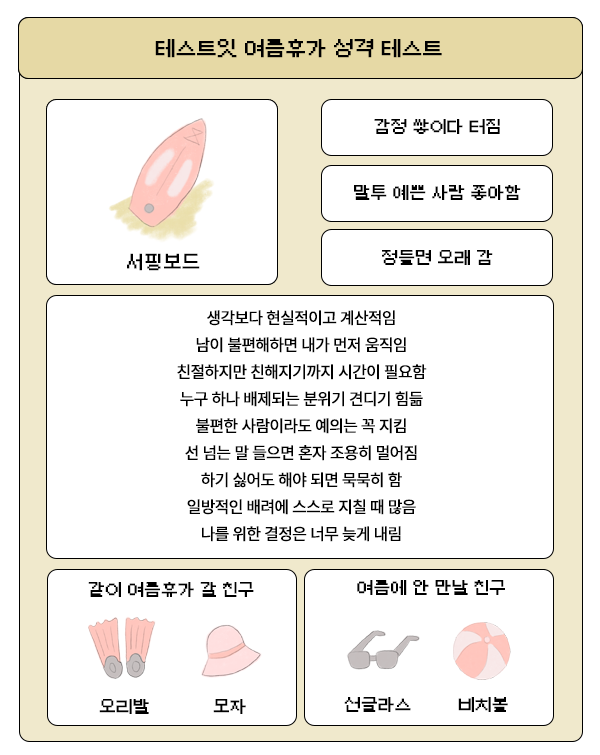 테스트잇 여름휴가 성격 테스트
서핑보드
감정 쌓이다 터짐
말투 예쁜 사람 좋아함
정들면 오래 감
생각보다 현실적이고 계산적임
남이 불편해하면 내가 먼저 움직임
친절하지만 친해지기까지 시간이 필요함
누구 하나 배제되는 분위기 견디기 힘듦
불편한 사람이라도 예의는 꼭 지킴
선 넘는 말 들으면 혼자 조용히 멀어짐
하기 싫어도 해야 되면 묵묵히 함
일방적인 배려에 스스로 지칠 때 많음
나를 위한 결정은 너무 늦게 내림
같이 여름휴가 갈 친구
오리발
모자
여름에 안 만날 친구
선글라스
비치볼